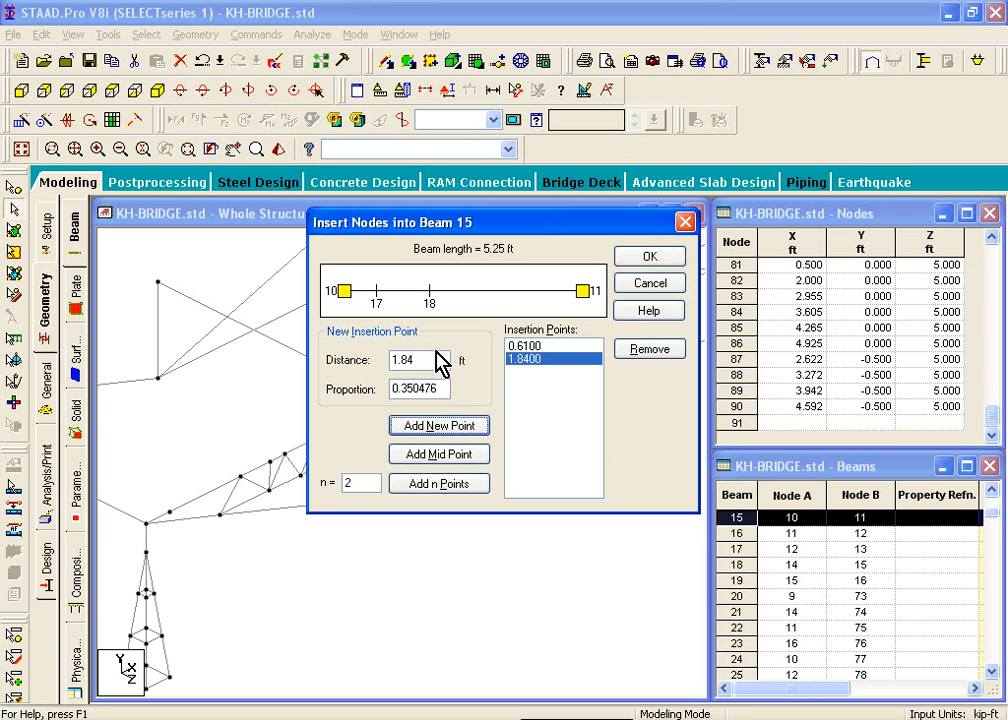 STAAD.Pro V8i (SELECTseries 1) - KH-BRIDGE.std
File Edit View Tools Select Geometry Commands Analyze Mode Window Help
Modeling Postprocessing Steel Design Concrete Design RAM Connection Bridge Deck Advanced Slab Design Piping Earthquake
KH-BRIDGE.std - Whole Structu
Setup
Geometry
General
Analysis/Print
Design
Beam
Plate
Surf...
Solid
Parame...
Composi...
Physica...
Y
X
Z
Insert Nodes into Beam 15
Beam length = 5.25 ft
10 17 18 11
New Insertion Point
Distance: 1.84 ft
Proportion: 0.350476
Add New Point
Add Mid Point
n = 2 Add n Points
Insertion Points:
0.6100
1.8400
OK
Cancel
Help
Remove
KH-BRIDGE.std - Nodes
Node X ft Y ft Z ft
81 0.500 0.000 5.000
82 2.000 0.000 5.000
83 2.955 0.000 5.000
84 3.605 0.000 5.000
85 4.265 0.000 5.000
86 4.925 0.000 5.000
87 2.622 -0.500 5.000
88 3.272 -0.500 5.000
89 3.942 -0.500 5.000
90 4.592 -0.500 5.000
91
KH-BRIDGE.std - Beams
Beam Node A Node B Property Refn.
15 10 11
16 11 12
17 12 13
18 14 15
19 15 16
20 9 73
21 14 74
22 11 75
23 16 76
24 10 77
25 12 78
For Help, press F1 Modeling Mode Input Units: kip-ft